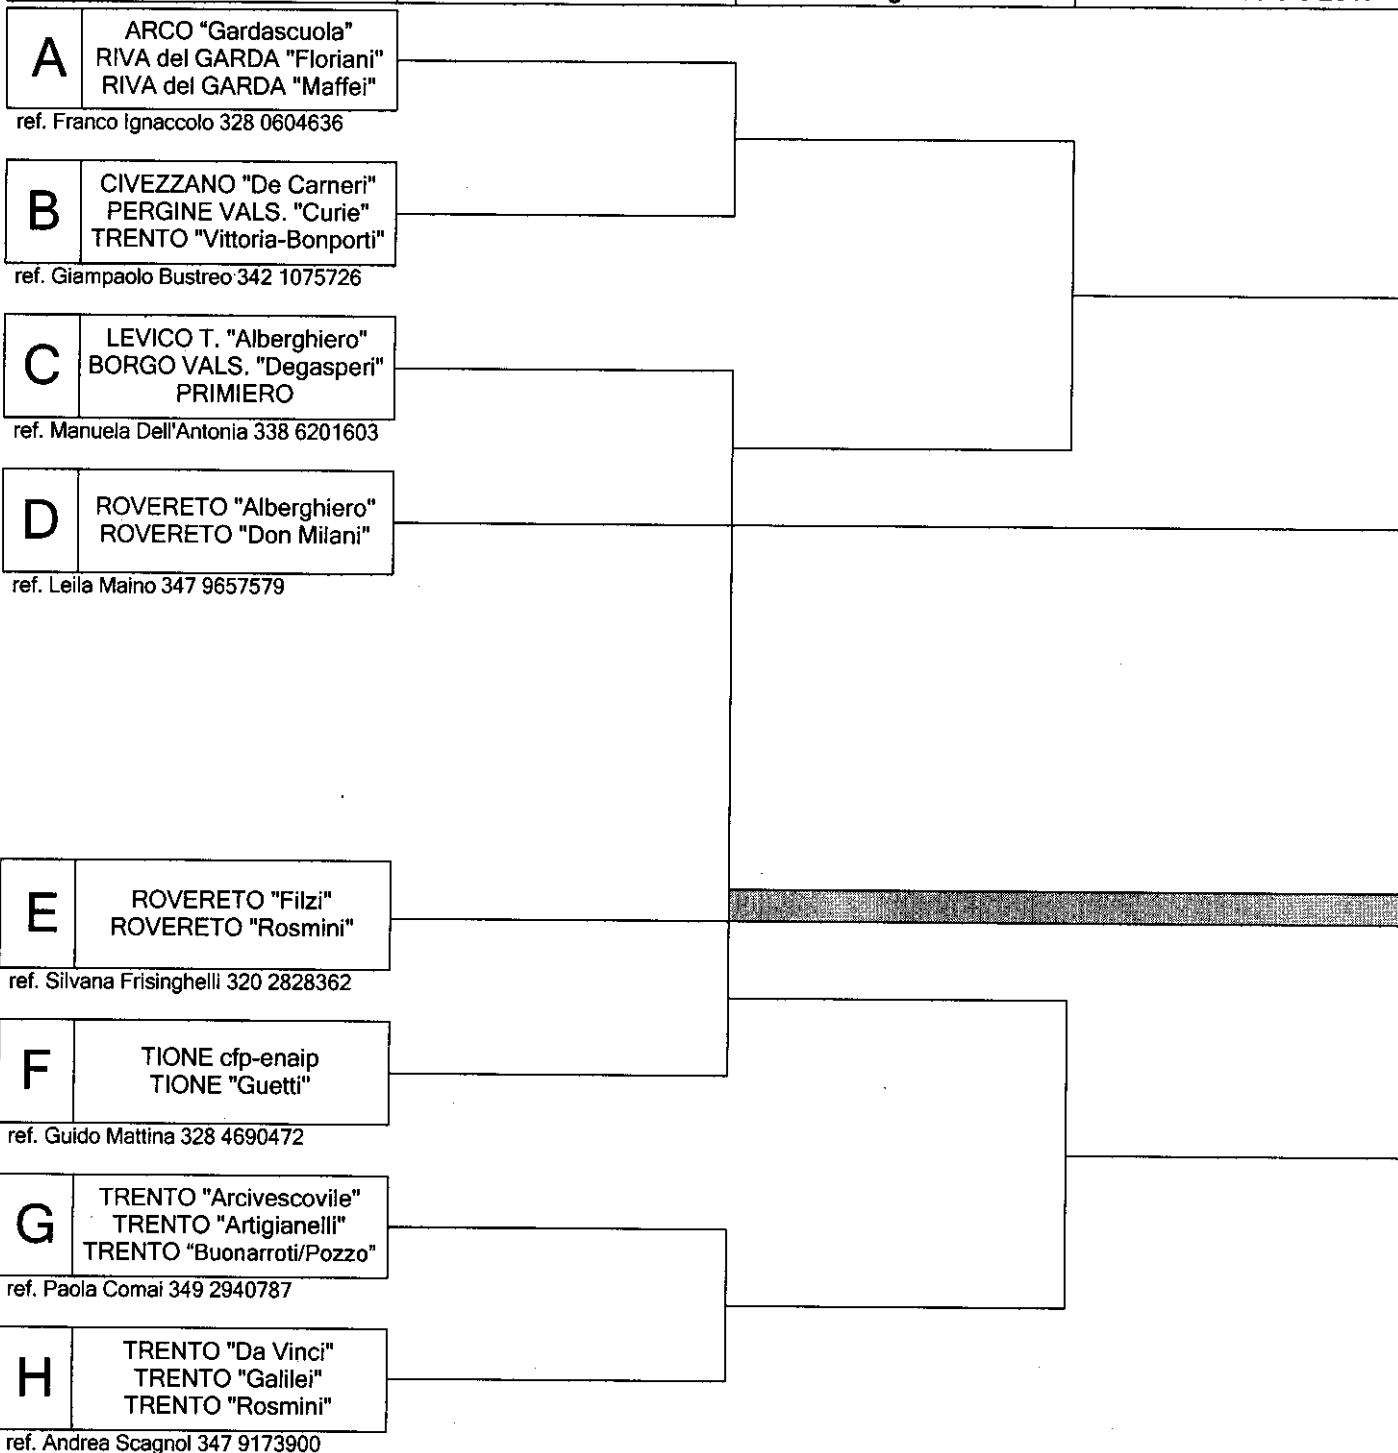 A
ARCO "Gardascuola"
RIVA del GARDA "Floriani"
RIVA del GARDA "Maffei"
ref. Franco Ignaccolo 328 0604636
B
CIVEZZANO "De Carneri"
PERGINE VALS. "Curie"
TRENTO "Vittoria-Bonporti"
ref. Giampaolo Bustreo 342 1075726
C
LEVICO T. "Alberghiero"
BORGO VALS. "Degasperi"
PRIMIERO
ref. Manuela Dell'Antonia 338 6201603
D
ROVERETO "Alberghiero"
ROVERETO "Don Milani"
ref. Leila Maino 347 9657579
E
ROVERETO "Filzi"
ROVERETO "Rosmini"
ref. Silvana Frisinghelli 320 2828362
F
TIONE cfp-enaip
TIONE "Guetti"
ref. Guido Mattina 328 4690472
G
TRENTO "Arcivescovile"
TRENTO "Artigianelli"
TRENTO "Buonarroti/Pozzo"
ref. Paola Comai 349 2940787
H
TRENTO "Da Vinci"
TRENTO "Galilei"
TRENTO "Rosmini"
ref. Andrea Scagnol 347 9173900